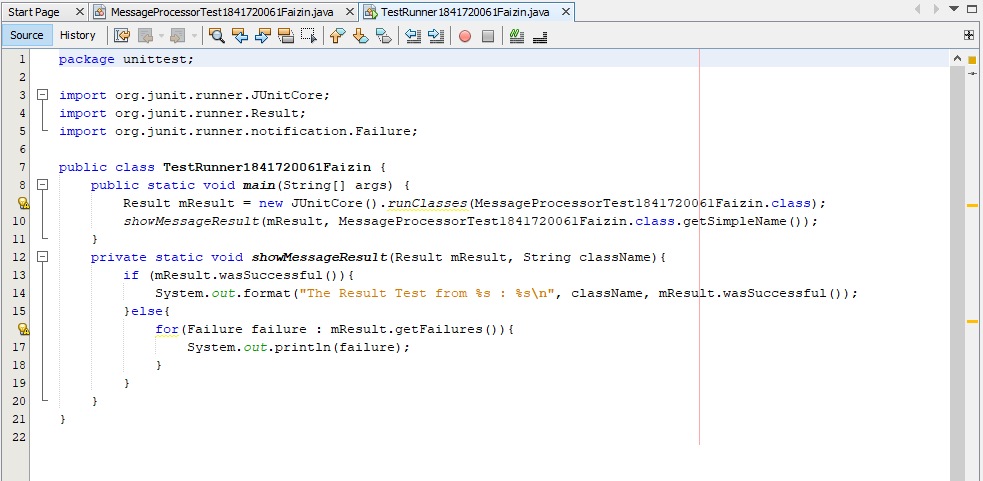 Start Page MessageProcessorTest1841720061Faizin.java TestRunner1841720061Faizin.java
Source History
1 package unittest;
2
3 import org.junit.runner.JUnitCore;
4 import org.junit.runner.Result;
5 import org.junit.runner.notification.Failure;
6
7 public class TestRunner1841720061Faizin {
8 public static void main(String[] args) {
Result mResult = new JUnitCore().runClasses(MessageProcessorTest1841720061Faizin.class);
10 showMessageResult(mResult, MessageProcessorTest1841720061Faizin.class.getSimpleName());
11 }
12 private static void showMessageResult(Result mResult, String className){
13 if (mResult.wasSuccessful()){
14 System.out.format("The Result Test from %s : %s\n", className, mResult.wasSuccessful());
15 }else{
for(Failure failure : mResult.getFailures()){
17 System.out.println(failure);
18 }
19 }
20 }
21 }
22